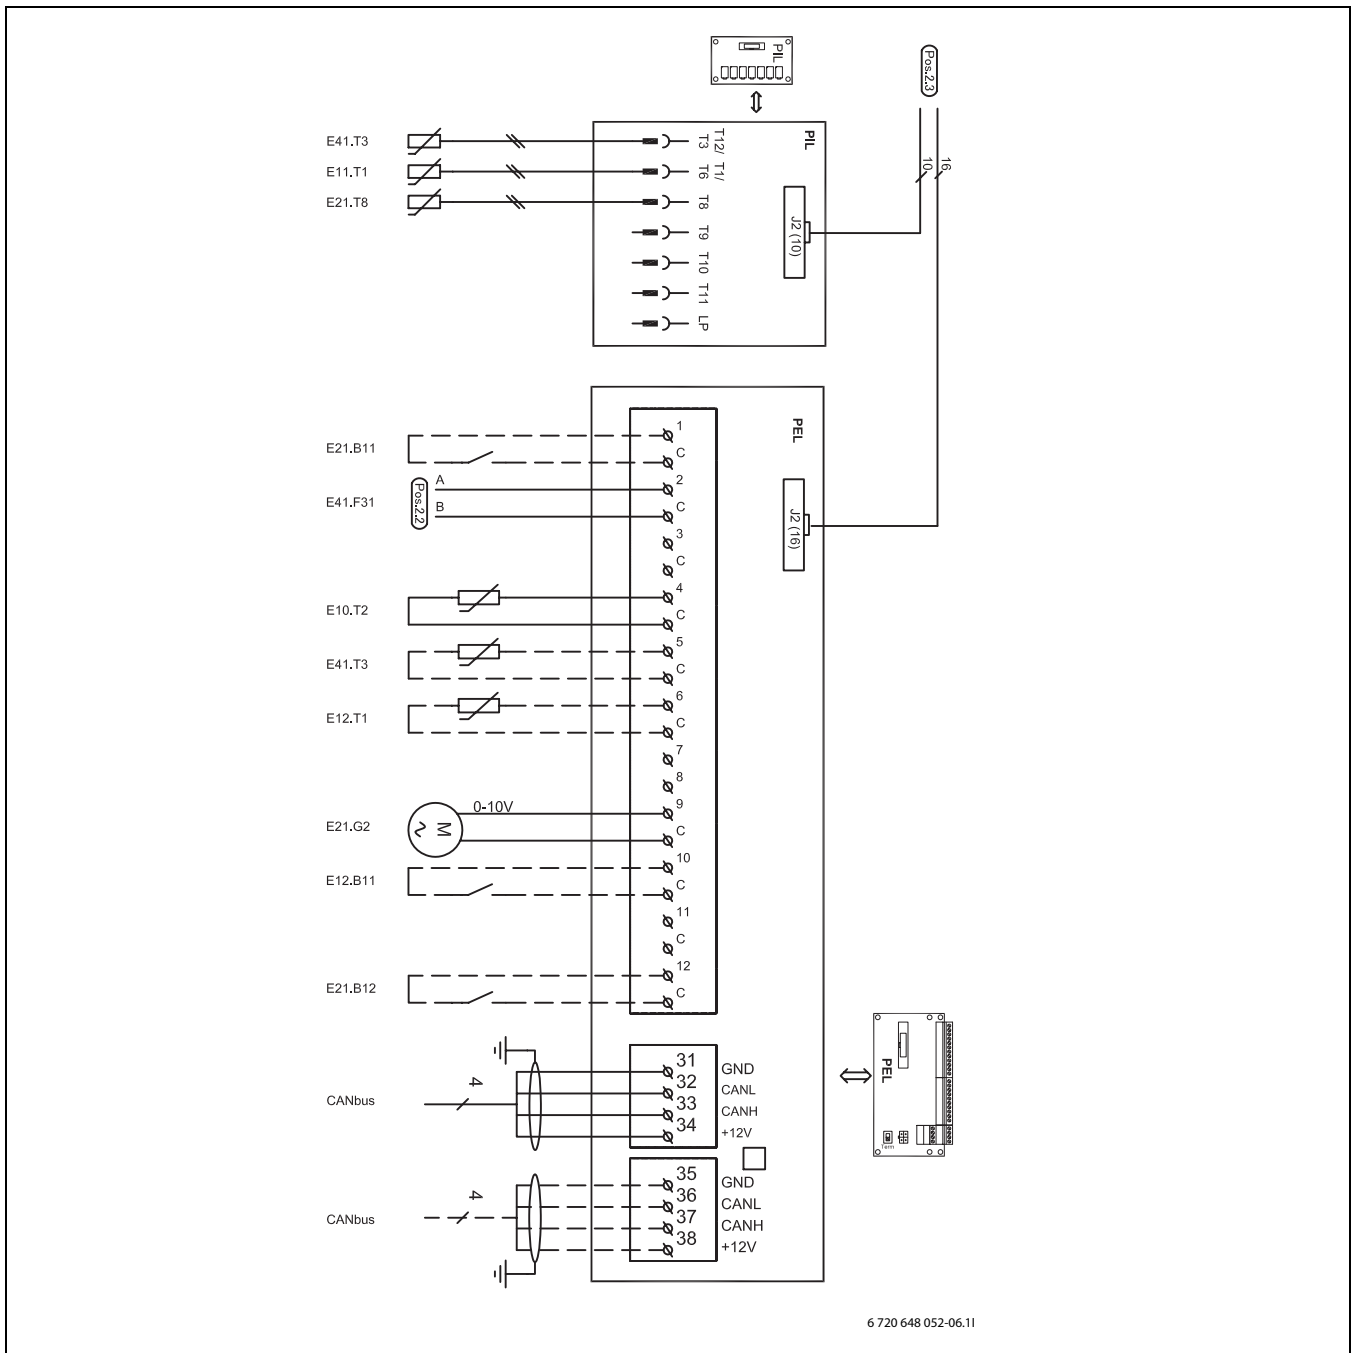 PIL
Pos.2.3
E41.T3
T12/
T3
PIL
10
16
E11.T1
T1/
T6
E21.T8
T8
T9
J2 (10)
T10
T11
LP
PEL
1
E21.B11
C
A
2
E41.F31
Pos.2.2
B
C
J2 (16)
3
C
4
E10.T2
C
5
E41.T3
C
6
E12.T1
C
7
8
0-10V
9
E21.G2
M
C
10
E12.B11
C
11
C
12
E21.B12
C
31
GND
4
32
CANL
PEL
CANbus
33
CANH
34
+12V
Term
35
GND
4
36
CANL
CANbus
37
CANH
38
+12V
6 720 648 052-06.1I